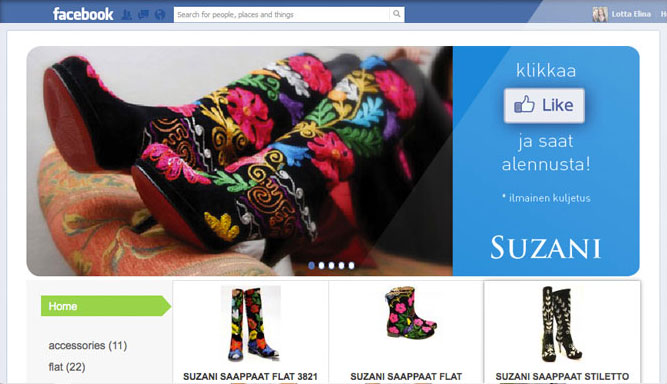 facebook
Search for people, places and things
Lotta Elina
klikkaa
Like
ja saat
alennusta!
* ilmainen kuljetus
SUZANI
Home
accessories (11)
flat (22)
SUZANI SAAPPAAT FLAT 3821
SUZANI SAAPPAAT FLAT
SUZANI SAAPPAAT STILETTO